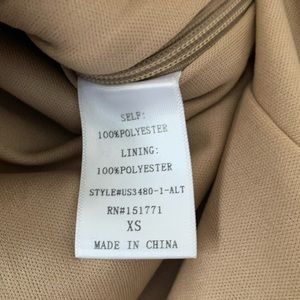 SELF:
100%POLYESTER
LINING:
100%POLYESTER
STYLE#US3480-1-ALT
RN#151771
XS
MADE IN CHINA